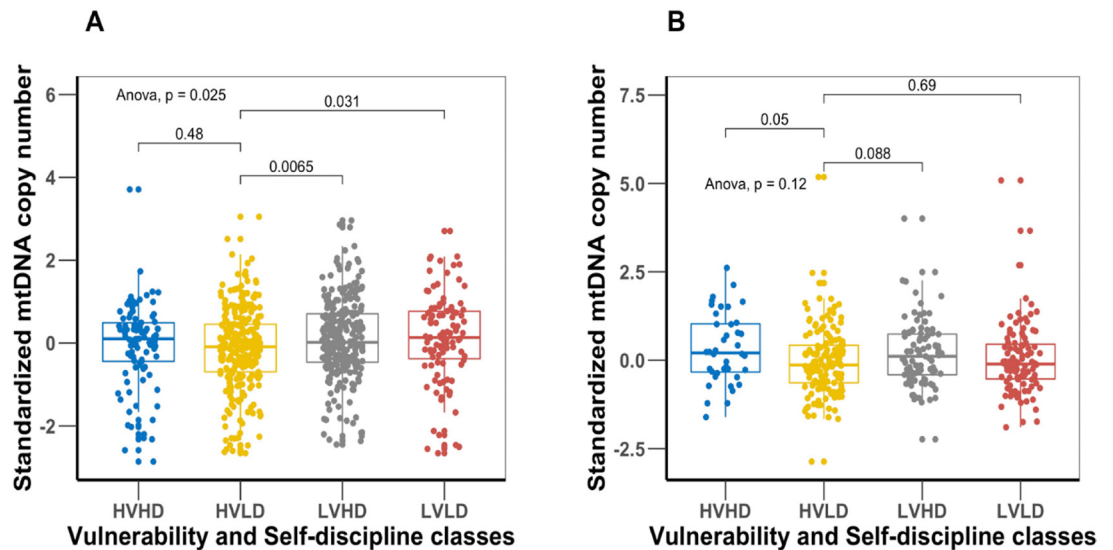 A
Standardized mtDNA copy number
6
4
2
0
-2
Anova, p = 0.025
0.031
0.48
0.0065
HVHD HVLD LVHD LVLD
Vulnerability and Self-discipline classes
B
Standardized mtDNA copy number
7.5
5.0
2.5
0.0
-2.5
0.69
0.05
0.088
Anova, p = 0.12
HVHD HVLD LVHD LVLD
Vulnerability and Self-discipline classes